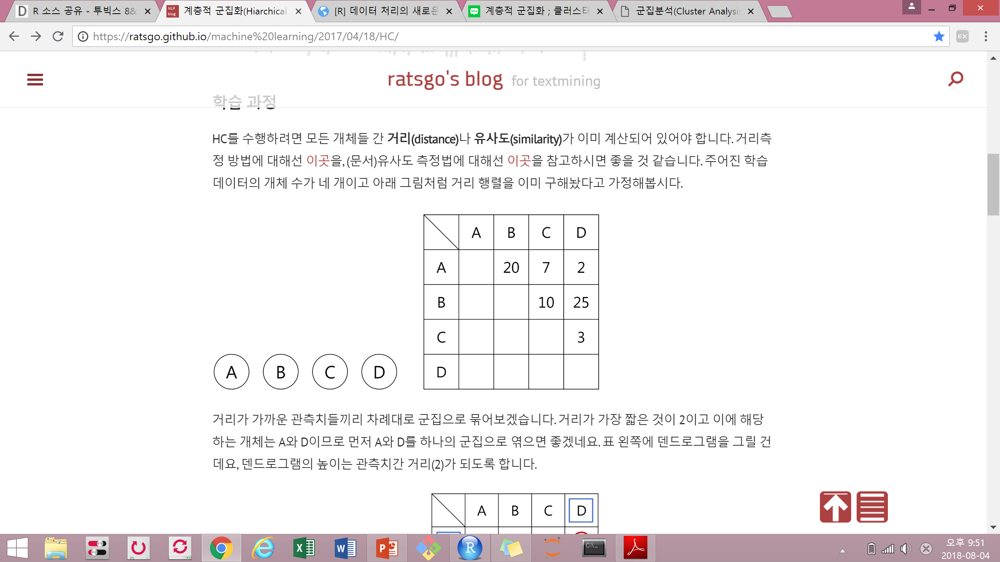 R 소스 공유 - 투빅스 8&
NLP
blog
계층적 군집화(Hiarchical
[R] 데이터 처리의 새로운
blog
계층적 군집화 ; 클러스터
군집분석(Cluster Analysis
https://ratsgo.github.io/machine%20learning/2017/04/18/HC/
EX
ratsgo's blog for textmining
학습 과정
HC를 수행하려면 모든 개체들 간 거리(distance)나 유사도(similarity)가 이미 계산되어 있어야 합니다. 거리측
정 방법에 대해선 이곳을, (문서)유사도 측정법에 대해선 이곳을 참고하시면 좋을 것 같습니다. 주어진 학습
데이터의 개체 수가 네 개이고 아래 그림처럼 거리 행렬을 이미 구해놨다고 가정해봅시다.
A B C D
A 20 7 2
B 10 25
C 3
D
A B C D
거리가 가까운 관측치들끼리 차례대로 군집으로 묶어보겠습니다. 거리가 가장 짧은 것이 2이고 이에 해당
하는 개체는 A와 D이므로 먼저 A와 D를 하나의 군집으로 엮으면 좋겠네요. 표 왼쪽에 덴드로그램을 그릴 건
데요, 덴드로그램의 높이는 관측치간 거리(2)가 되도록 합니다.
A B C D
오후 9:51
2018-08-04